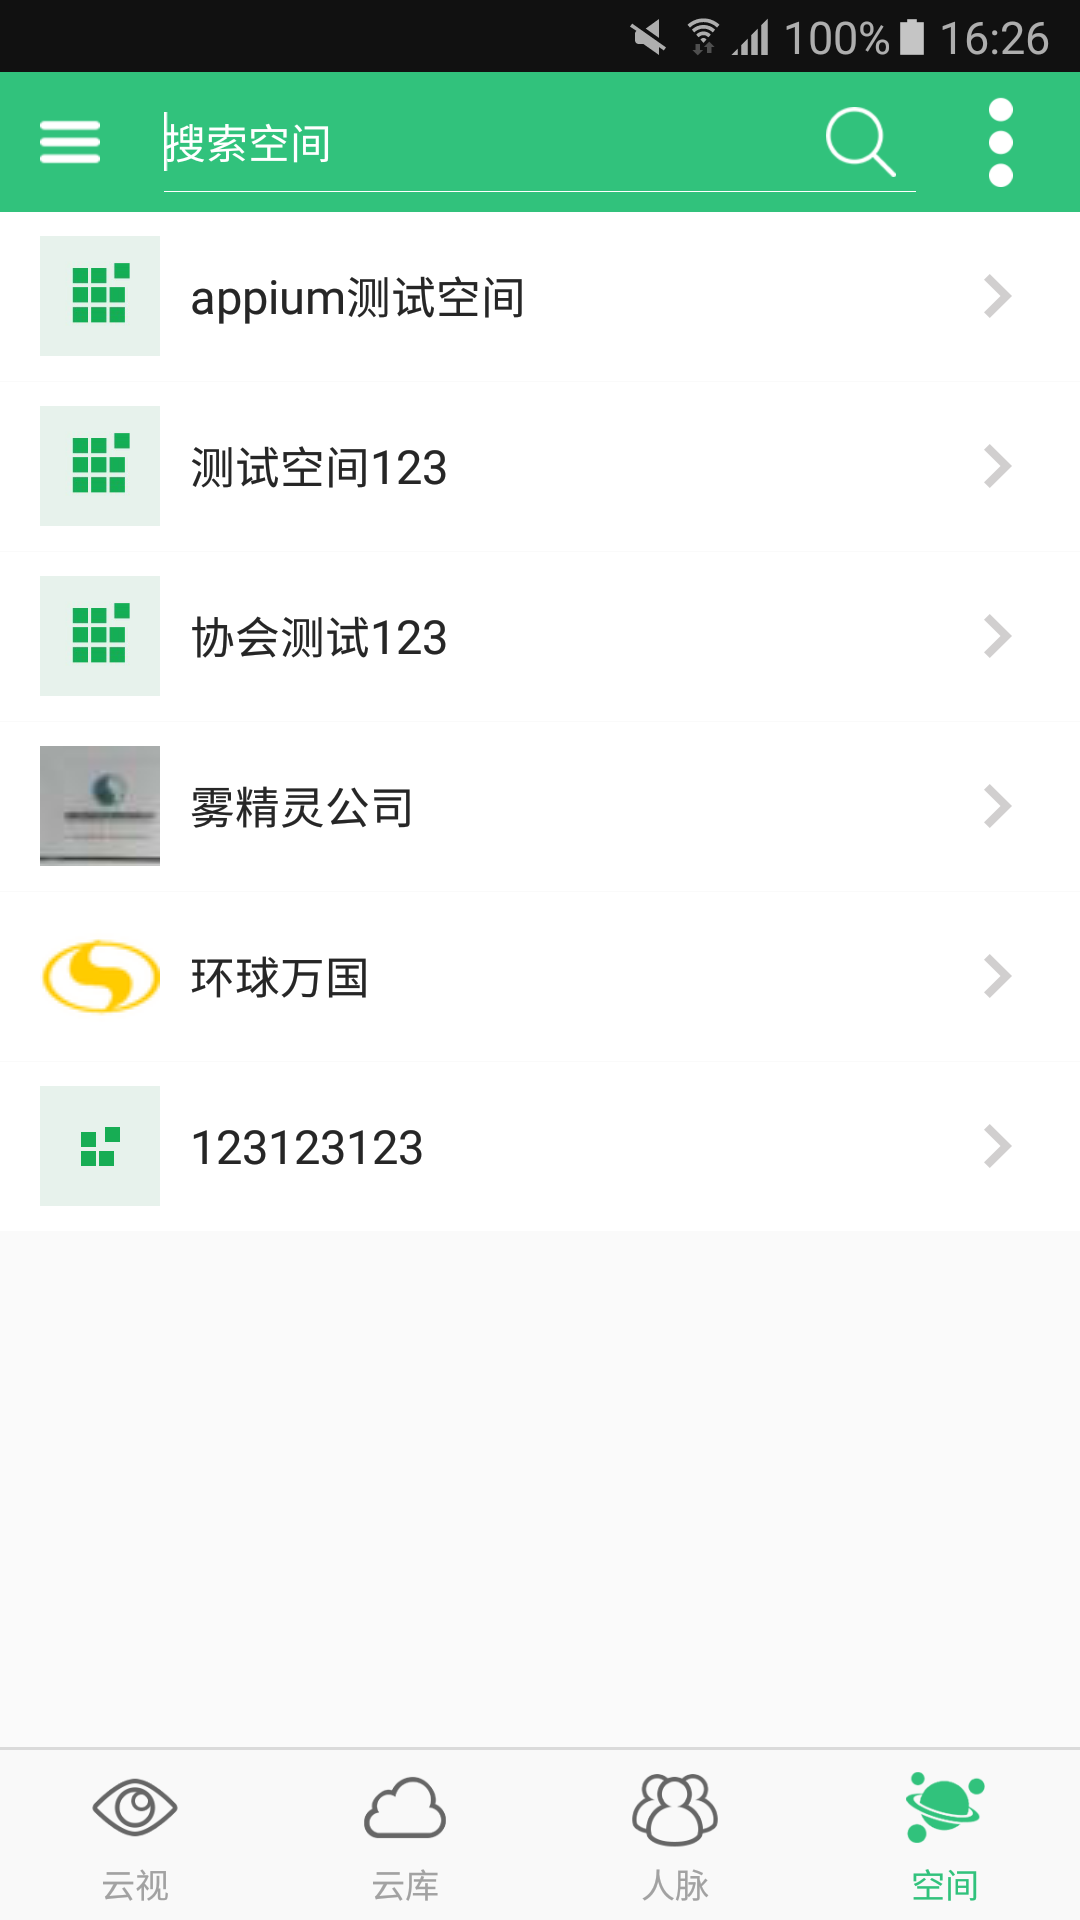 100% 16:26
搜索空间
appium测试空间
测试空间123
协会测试123
雾精灵公司
环球万国
123123123
云视 云库 人脉 空间